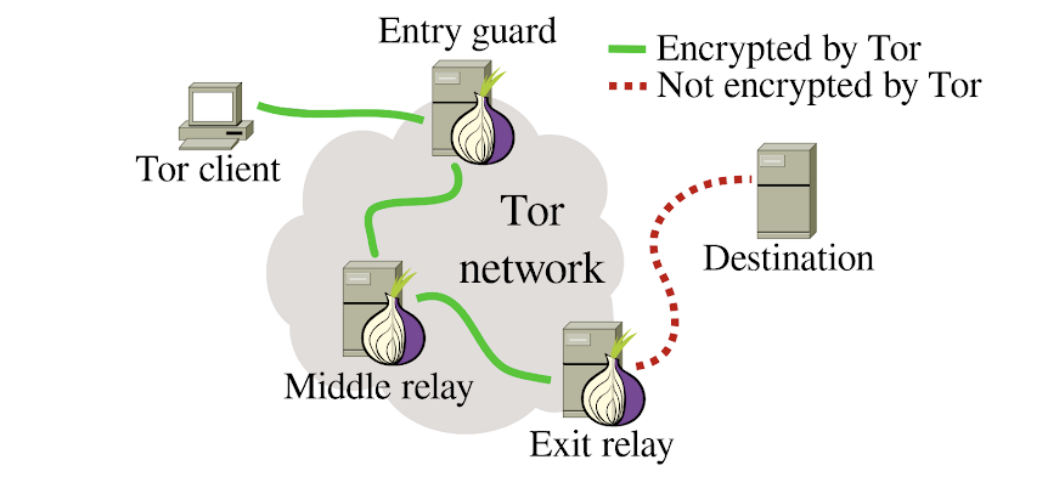 Entry guard
Encrypted by Tor
Not encrypted by Tor
Tor client
Tor
network
Destination
Middle relay
Exit relay